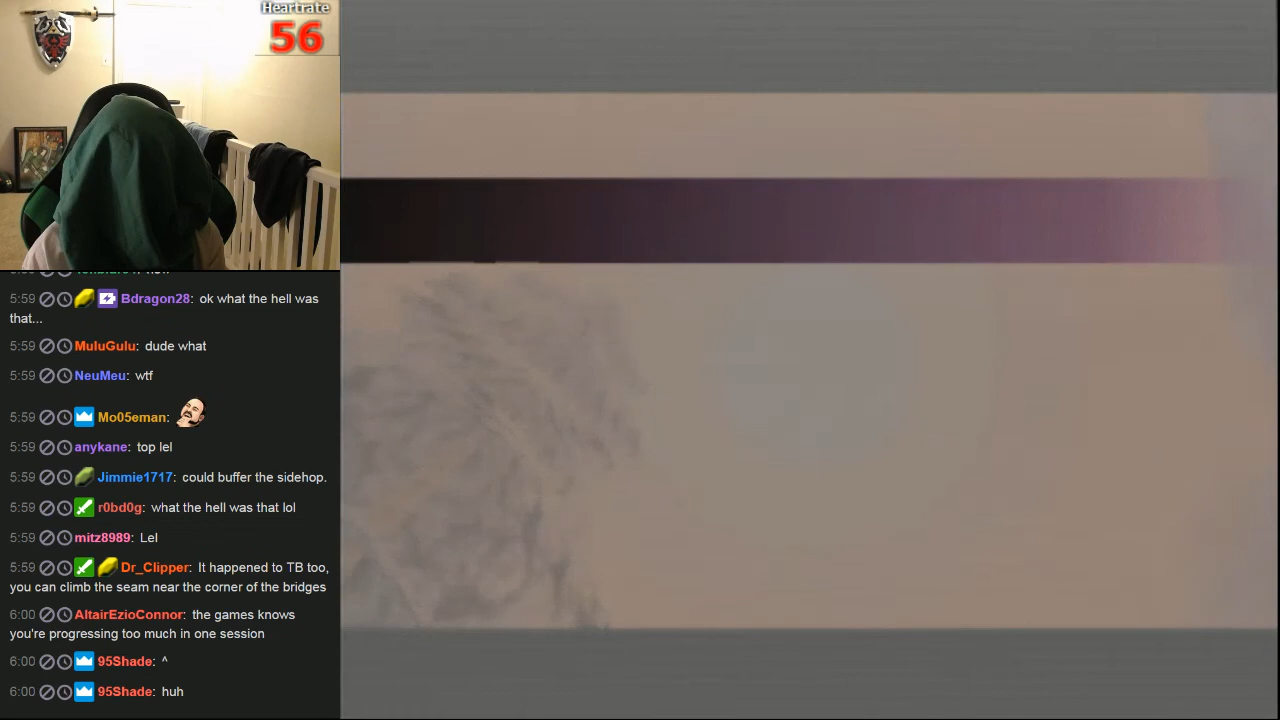 Heartrate
56
5:59 Bdragon28: ok what the hell was
that...
5:59 MuluGulu: dude what
5:59 NeuMeu: wtf
5:59 Mo05eman:
5:59 anykane: top lel
5:59 Jimmie1717: could buffer the sidehop.
5:59 r0bd0g: what the hell was that lol
5:59 mitz8989: Lel
5:59 Dr_Clipper: It happened to TB too,
you can climb the seam near the corner of the bridges
6:00 AltairEzioConnor: the games knows
you're progressing too much in one session
6:00 95Shade: ^
6:00 95Shade: huh